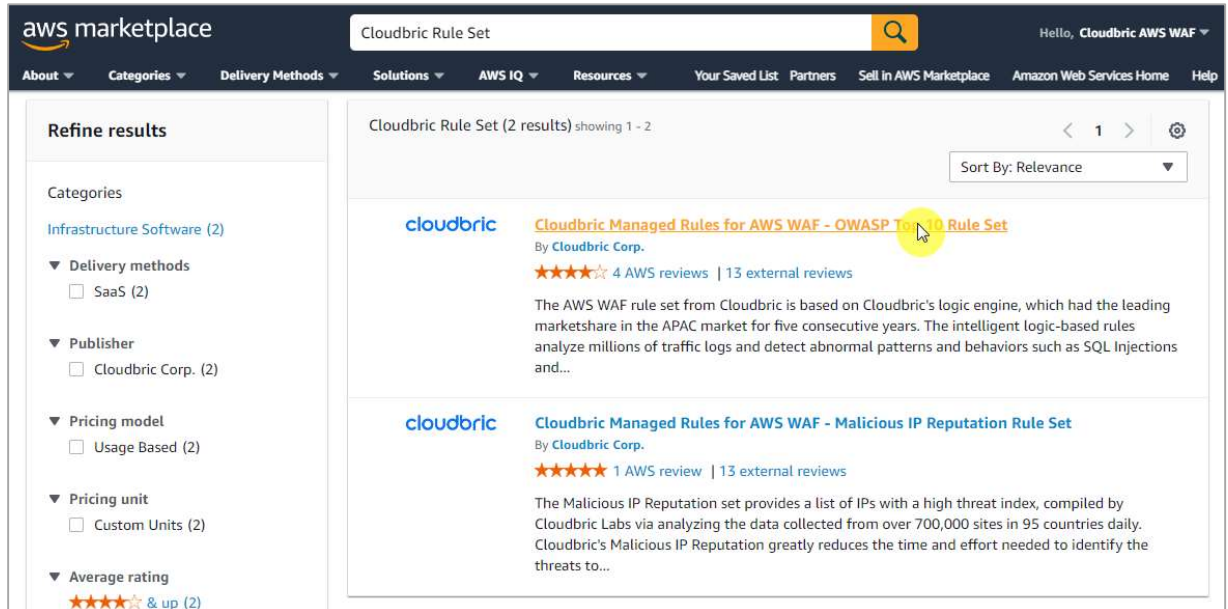 aws marketplace
Cloudbric Rule Set
Hello, Cloudbric AWS WAF
About
Categories
Delivery Methods
Solutions
AWS IQ
Resources
Your Saved List
Partners
Sell in AWS Marketplace
Amazon Web Services Home
Help
Refine results
Categories
Infrastructure Software (2)
Delivery methods
SaaS (2)
Publisher
Cloudbric Corp. (2)
Pricing model
Usage Based (2)
Pricing unit
Custom Units (2)
Average rating
& up (2)
Cloudbric Rule Set (2 results) showing 1 - 2
1
Sort By: Relevance
cloudbric
Cloudbric Managed Rules for AWS WAF - OWASP Top 10 Rule Set
By Cloudbric Corp.
4 AWS reviews | 13 external reviews
The AWS WAF rule set from Cloudbric is based on Cloudbric's logic engine, which had the leading
marketshare in the APAC market for five consecutive years. The intelligent logic-based rules
analyze millions of traffic logs and detect abnormal patterns and behaviors such as SQL Injections
and...
cloudbric
Cloudbric Managed Rules for AWS WAF - Malicious IP Reputation Rule Set
By Cloudbric Corp.
1 AWS review | 13 external reviews
The Malicious IP Reputation set provides a list of IPs with a high threat index, compiled by
Cloudbric Labs via analyzing the data collected from over 700,000 sites in 95 countries daily.
Cloudbric's Malicious IP Reputation greatly reduces the time and effort needed to identify the
threats to...